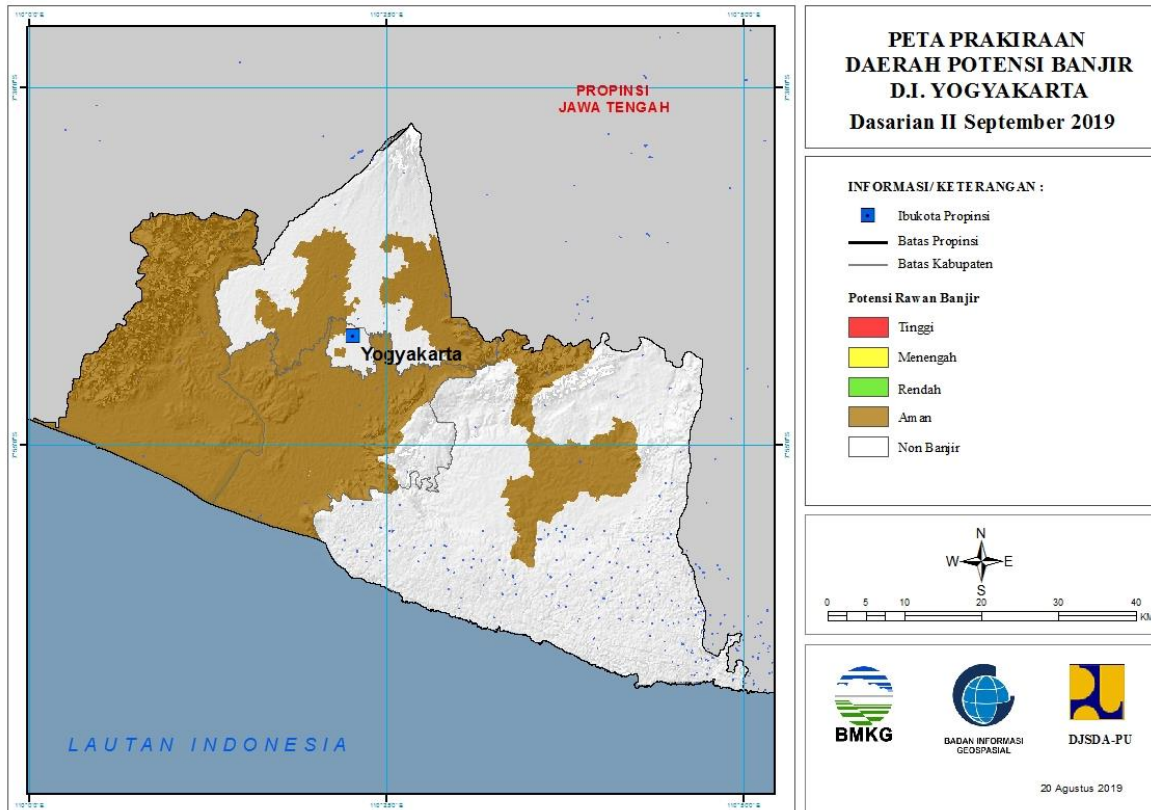 PROPINSI
JAWA TENGAH
Yogyakarta
LAUTAN INDONESIA
PETA PRAKIRAAN
DAERAH POTENSI BANJIR
D.I. YOGYAKARTA
Dasarian II September 2019
INFORMASI/KETERANGAN :
Ibukota Propinsi
Batas Propinsi
Batas Kabupaten
Potensi Rawan Banjir
Tinggi
Menengah
Rendah
Aman
Non Banjir
N
W E
S
0 5 10 20 30 40
KM
BMKG
BADAN INFORMASI
GEOSPASIAL
DJSDA-PU
20 Agustus 2019